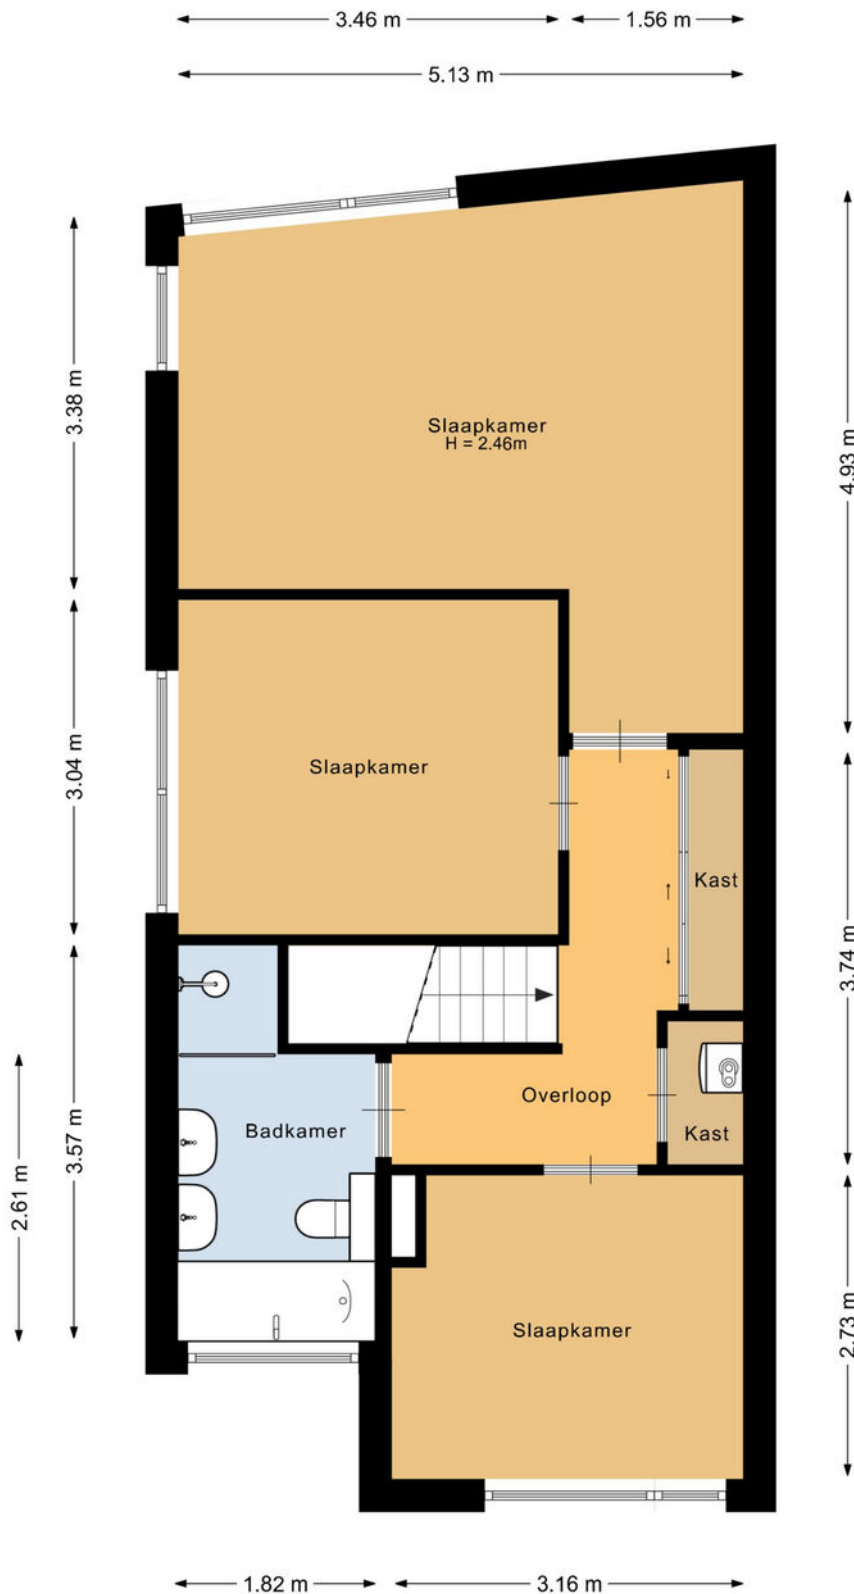 3.46 m
1.56 m
5.13 m
3.38 m
4.93 m
Slaapkamer
H = 2.46m
3.04 m
Slaapkamer
Kast
3.74 m
Overloop
Badkamer
Kast
3.57 m
2.61 m
Slaapkamer
2.73 m
1.82 m
3.16 m